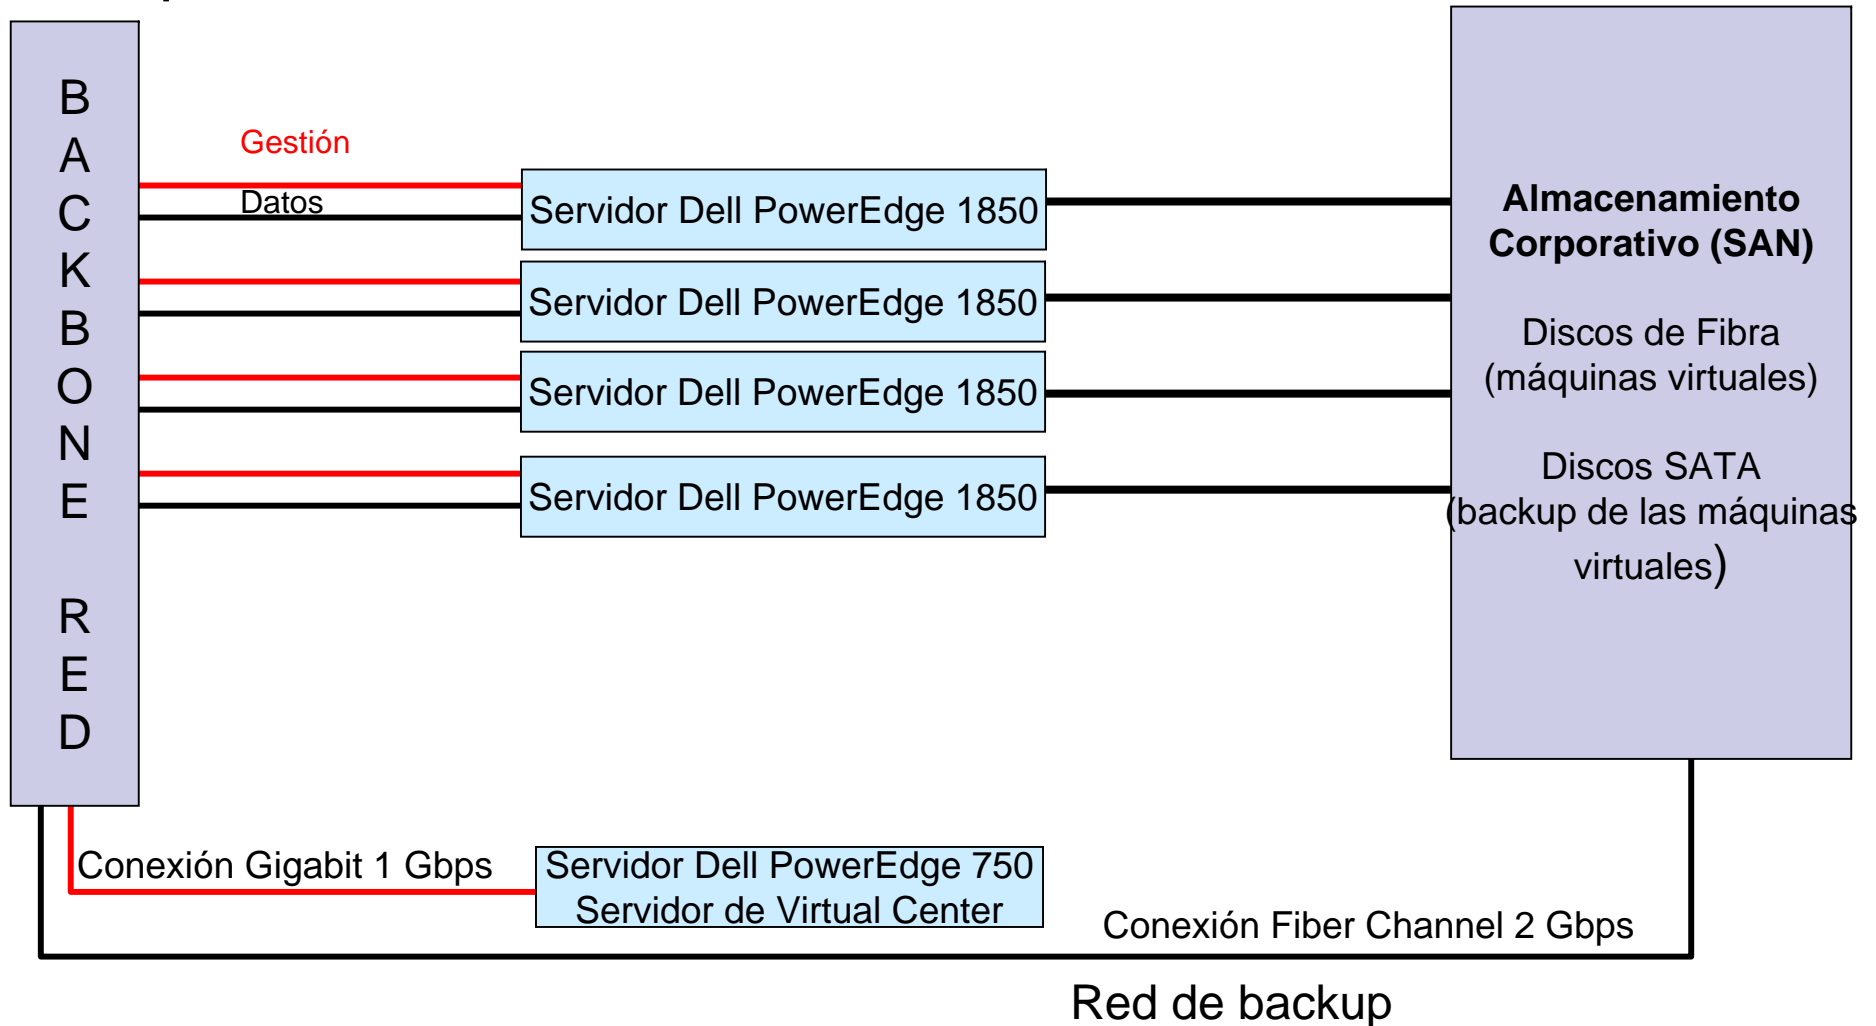 BACKBONE RED
Gestión
Datos
Servidor Dell PowerEdge 1850
Servidor Dell PowerEdge 1850
Servidor Dell PowerEdge 1850
Servidor Dell PowerEdge 1850
Almacenamiento
Corporativo (SAN)
Discos de Fibra
(máquinas virtuales)
Discos SATA
(backup de las máquinas
virtuales)
Conexión Gigabit 1 Gbps
Servidor Dell PowerEdge 750
Servidor de Virtual Center
Conexión Fiber Channel 2 Gbps
Red de backup